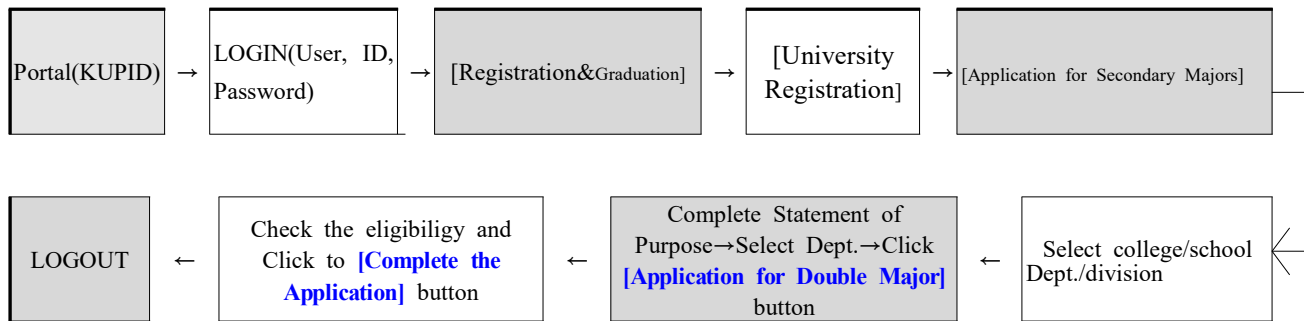 Portal(KUPID) → LOGIN(User, ID, Password) → [Registration&Graduation] → [University Registration] → [Application for Secondary Majors]
Select college/school
Dept./division
←
Complete Statement of
Purpose→Select Dept.→Click
[Application for Double Major]
button
←
Check the eligibiligy and
Click to [Complete the
Application] button
←
LOGOUT